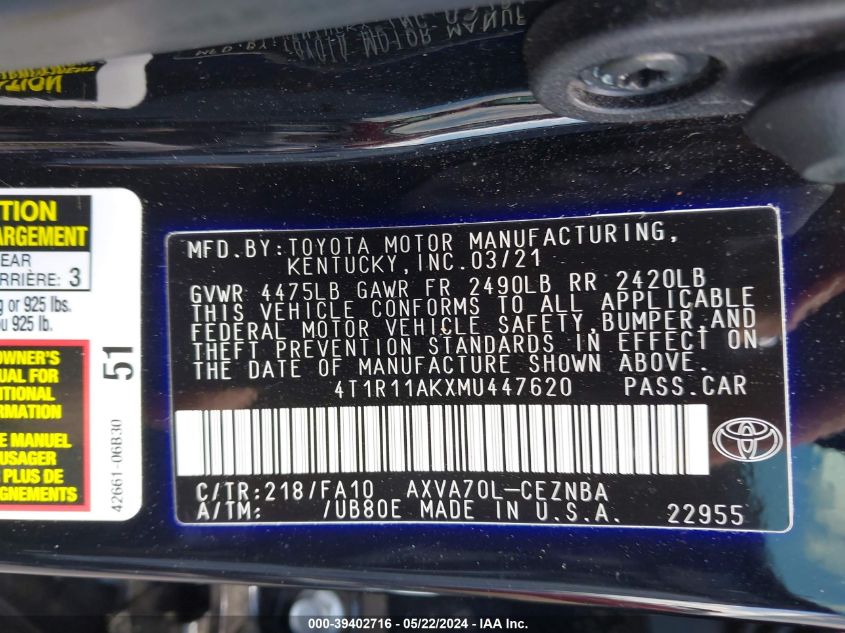 TION
ARGEMENT
EAR
ARRIÈRE: 3
g or 925 lbs.
u 925 lb.
OWNER'S
UAL FOR
ITIONAL
RMATION
E MANUEL
USAGER
PLUS DE
GNEMENTS
51
42661-06B30
MFD.BY:TOYOTA MOTOR MANUFACTURING,
KENTUCKY,INC.03/21
GVWR 4475LB GAWR FR 2490LB RR 2420LB
THIS VEHICLE CONFORMS TO ALL APPLICABLE
FEDERAL MOTOR VEHICLE SAFETY,BUMPER,AND
THEFT PREVENTION STANDARDS IN EFFECT ON
THE DATE OF MANUFACTURE SHOWN ABOVE.
4T1R11AKXMU447620 PASS.CAR
C/TR:218/FA10 AXVA70L-CEZNBA
A/TM: /UB80E MADE IN U.S.A. 22955
000-39402716 - 05/22/2024 - IAA Inc.